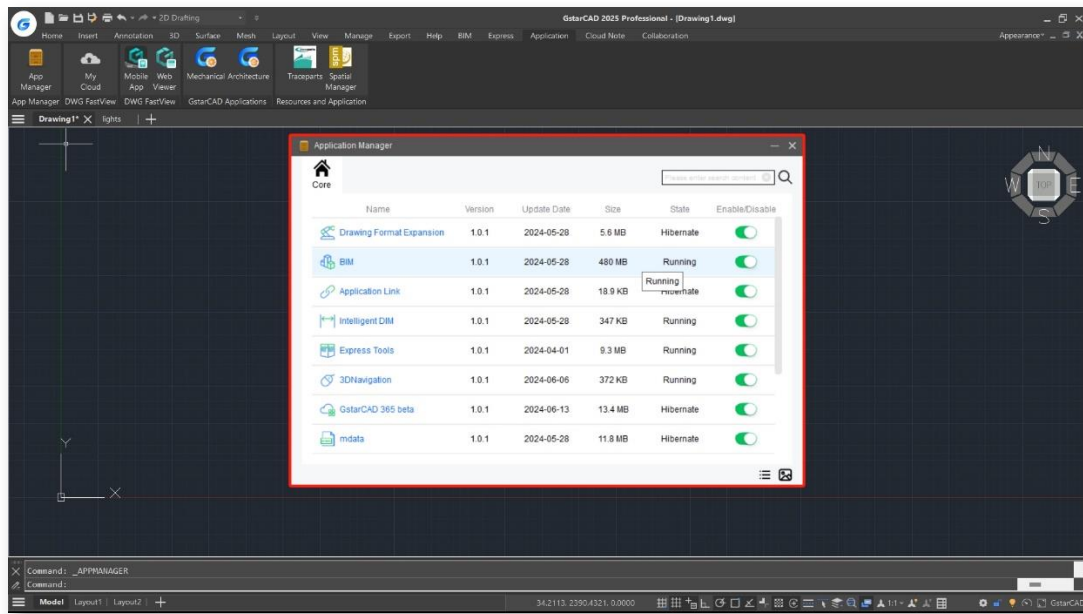 2D Drafting
GstarCAD 2025 Professional - [Drawing1.dwg]
Home Insert Annotation 3D Surface Mesh Layout View Manage Export Help BIM Express Application Cloud Note Collaboration
Appearance
App Manager
My Cloud
Mobile App
Web Viewer
Mechanical
Architecture
Traceparts
Spatial Manager
spm
App Manager DWG FastView DWG FastView GstarCAD Applications Resources and Application
Drawing1* lights
N
W TOP E
S
Application Manager
Core
Please enter search content
Name Version Update Date Size State Enable/Disable
Drawing Format Expansion 1.0.1 2024-05-28 5.6 MB Hibernate
BIM 1.0.1 2024-05-28 480 MB Running
Running
Application Link 1.0.1 2024-05-28 18.9 KB Hibernate
Intelligent DIM 1.0.1 2024-05-28 347 KB Running
Express Tools 1.0.1 2024-04-01 9.3 MB Running
3DNavigation 1.0.1 2024-06-06 372 KB Running
GstarCAD 365 beta 1.0.1 2024-06-13 13.4 MB Hibernate
mdata 1.0.1 2024-05-28 11.8 MB Hibernate
Y
X
Command: _APPMANAGER
Command:
Model Layout1 Layout2
34.2113, 2390.4321, 0.0000
1:1
GstarCAD